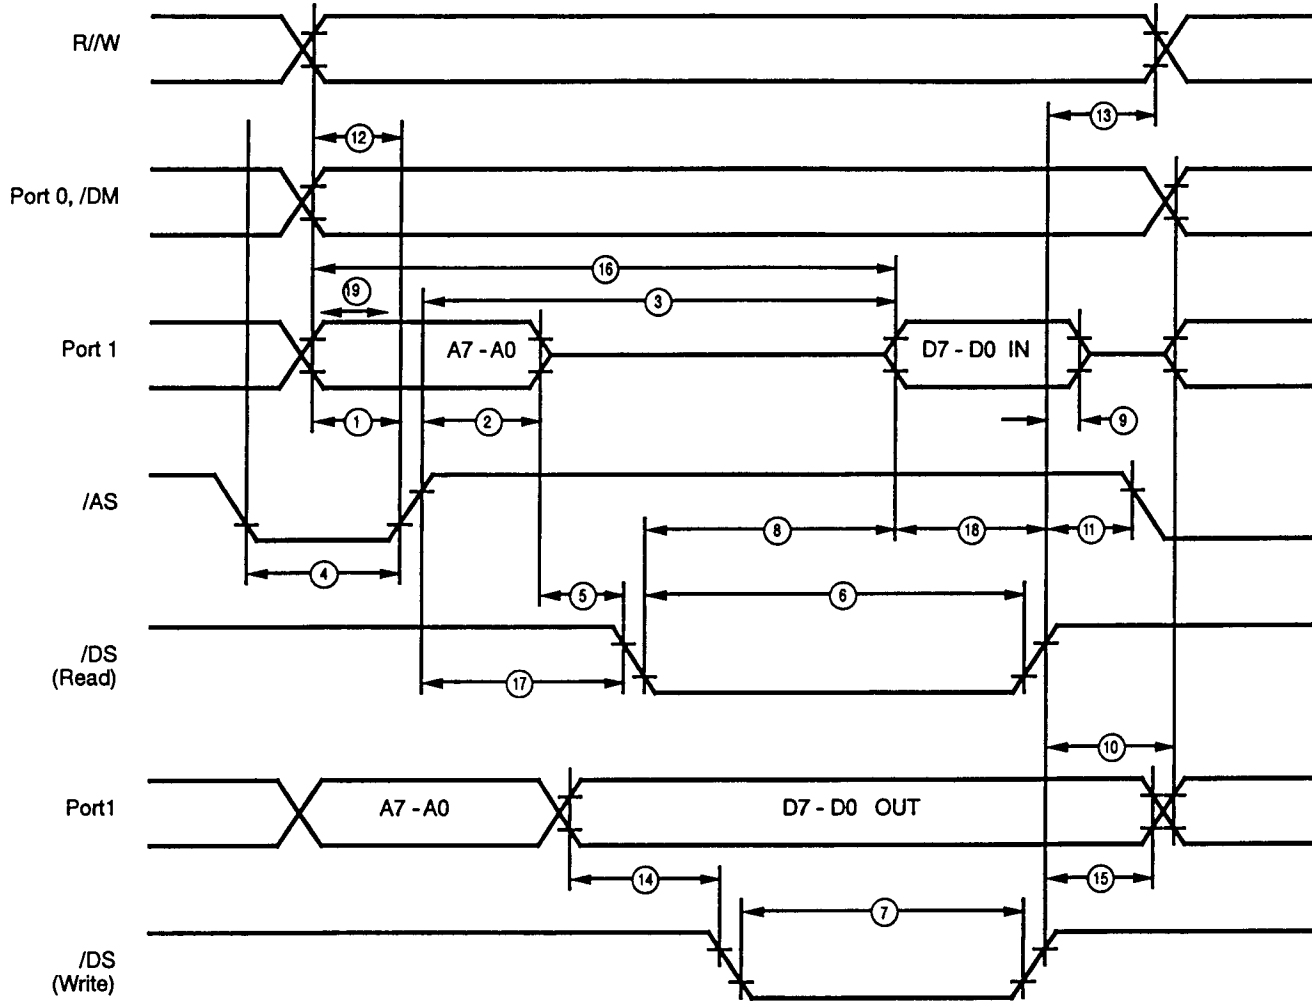 R//W
13
12
Port 0, /DM
16
19
3
Port 1
A7 - A0
D7 - D0 IN
1
2
9
/AS
8
18
11
4
5
6
/DS
(Read)
17
10
Port1
A7 - A0
D7 - D0 OUT
14
15
7
/DS
(Write)